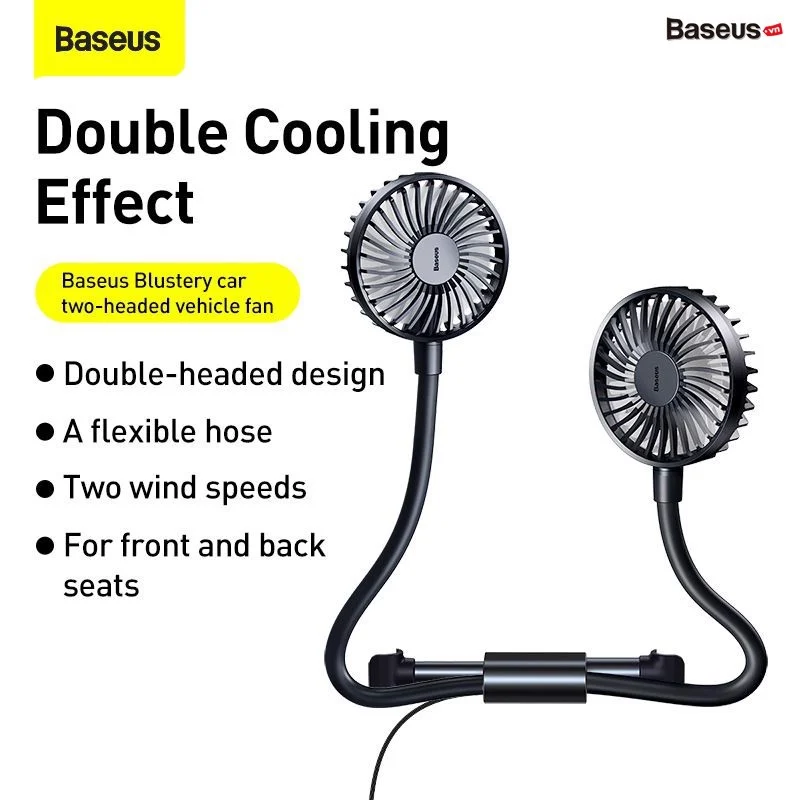 Baseus
Baseus.vn
Double Cooling
Effect
Baseus Blustery car
two-headed vehicle fan
Double-headed design
A flexible hose
Two wind speeds
For front and back
seats
Baseus
Baseus